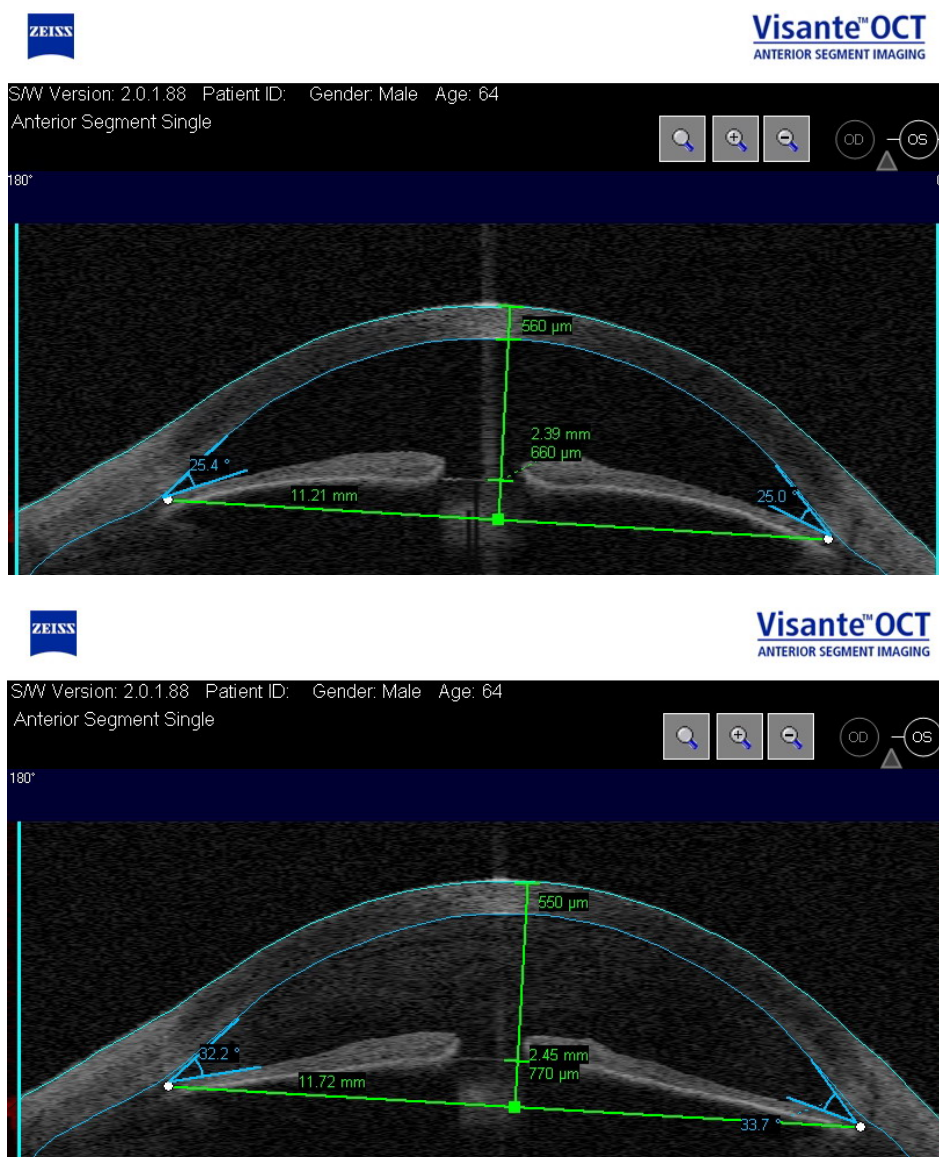 ZEISS
Visante™ OCT
ANTERIOR SEGMENT IMAGING
S/W Version: 2.0.1.88 Patient ID: Gender: Male Age: 64
Anterior Segment Single
OD OS
180°
560 µm
2.39 mm
660 µm
25.4 °
11.21 mm
25.0 °
ZEISS
Visante™ OCT
ANTERIOR SEGMENT IMAGING
S/W Version: 2.0.1.88 Patient ID: Gender: Male Age: 64
Anterior Segment Single
OD OS
180°
550 µm
32.2 °
2.45 mm
770 µm
11.72 mm
33.7 °